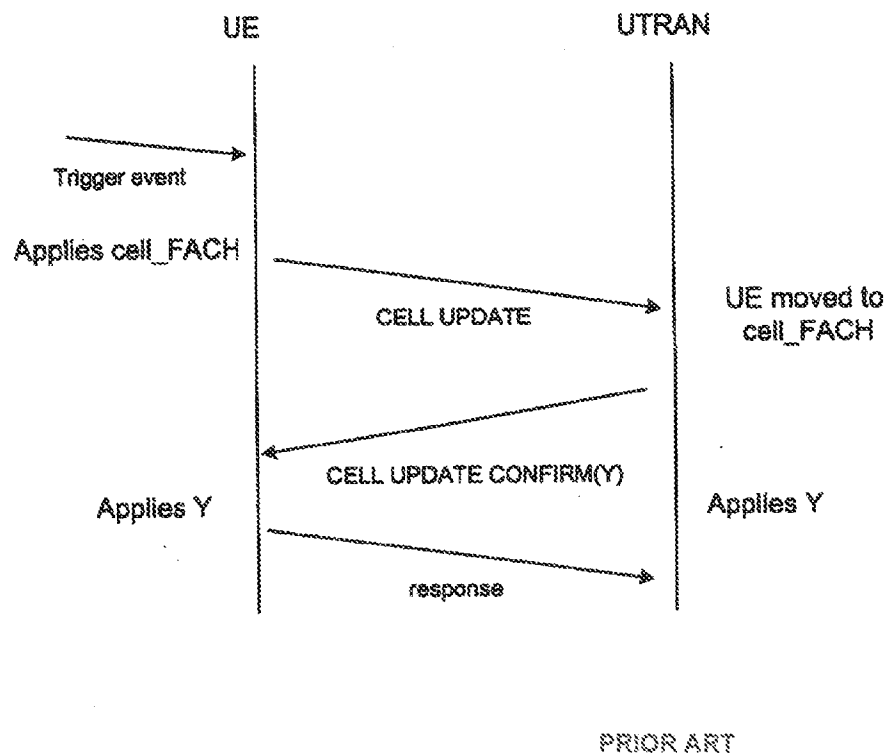 UE
UTRAN
Trigger event
Applies cell_FACH
CELL UPDATE
UE moved to
cell_FACH
CELL UPDATE CONFIRM(Y)
Applies Y
Applies Y
response
PRIOR ART